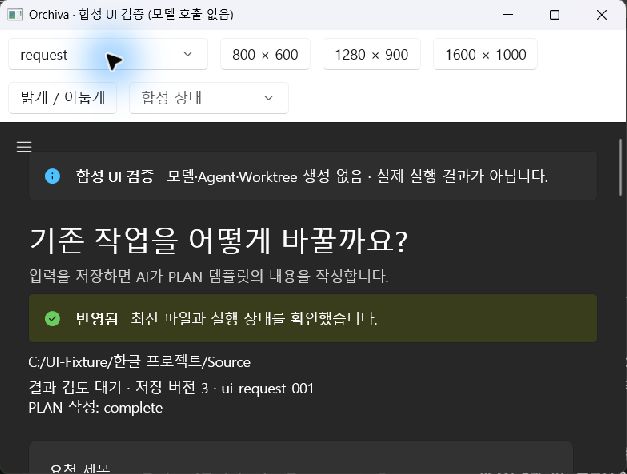 Orchiva · 합성 UI 검증 (모델 호출 없음)
request
800 × 600
1280 × 900
1600 × 1000
밝게 / 어둡게
합성 상태
합성 UI 검증 모델·Agent·Worktree 생성 없음 · 실제 실행 결과가 아닙니다.
기존 작업을 어떻게 바꿀까요?
입력을 저장하면 AI가 PLAN 템플릿의 내용을 작성합니다.
반영됨 최신 파일과 실행 상태를 확인했습니다.
C:/UI-Fixture/한글 프로젝트/Source
결과 검토 대기 · 저장 버전 3 · ui-request-001
PLAN 작성: complete
요청 제목